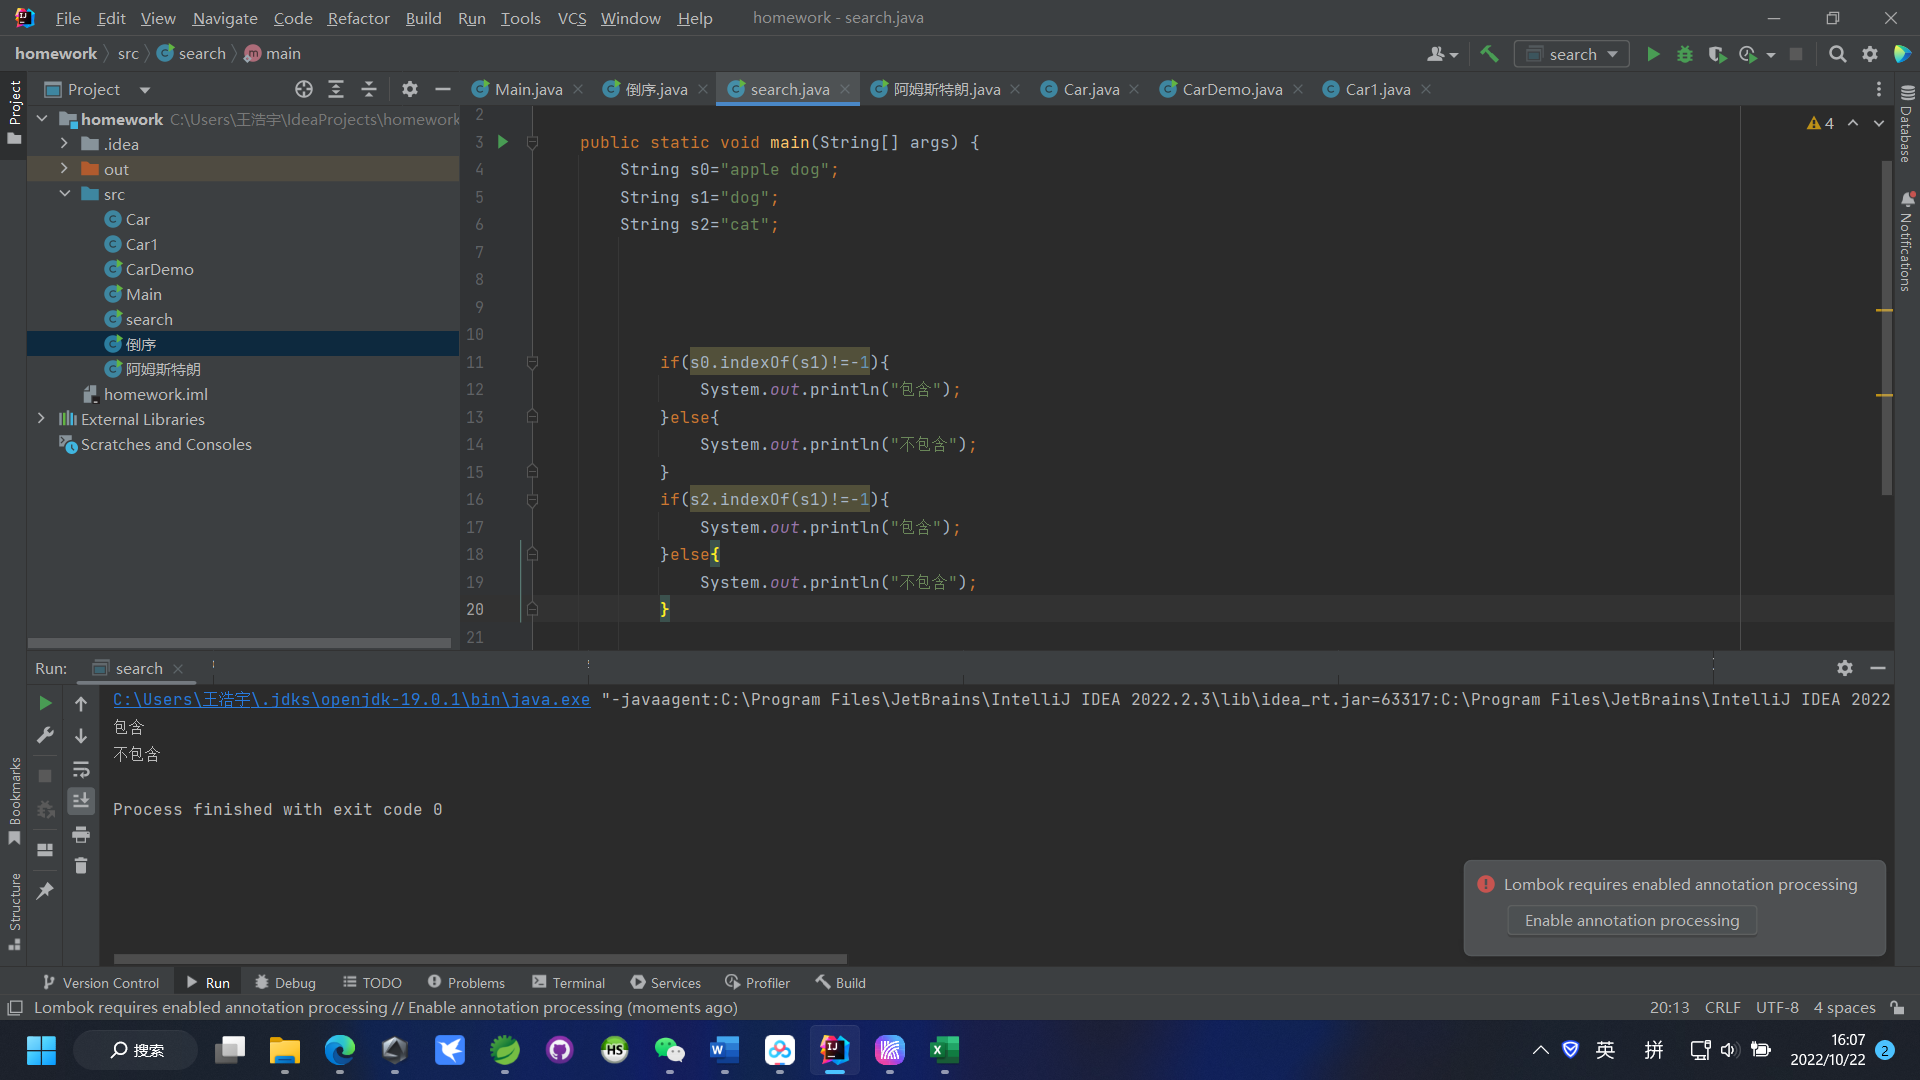 File Edit View Navigate Code Refactor Build Run Tools VCS Window Help homework - search.java
homework src search main search
Project
Main.java 倒序.java search.java 阿姆斯特朗.java Car.java CarDemo.java Car1.java
homework C:\Users\王浩宇\IdeaProjects\homework
.idea
out
src
Car
Car1
CarDemo
Main
search
倒序
阿姆斯特朗
homework.iml
External Libraries
Scratches and Consoles
Project
Bookmarks
Structure
Database
Notifications
4
2
3 public static void main(String[] args) {
4 String s0="apple dog";
5 String s1="dog";
6 String s2="cat";
7
8
9
10
11 if(s0.indexOf(s1)!=-1){
12 System.out.println("包含");
13 }else{
14 System.out.println("不包含");
15 }
16 if(s2.indexOf(s1)!=-1){
17 System.out.println("包含");
18 }else{
19 System.out.println("不包含");
20 }
21
Run: search
C:\Users\王浩宇\.jdks\openjdk-19.0.1\bin\java.exe "-javaagent:C:\Program Files\JetBrains\IntelliJ IDEA 2022.2.3\lib\idea_rt.jar=63317:C:\Program Files\JetBrains\IntelliJ IDEA 2022
包含
不包含
Process finished with exit code 0
Lombok requires enabled annotation processing
Enable annotation processing
Version Control Run Debug TODO Problems Terminal Services Profiler Build
Lombok requires enabled annotation processing // Enable annotation processing (moments ago) 20:13 CRLF UTF-8 4 spaces
搜索 HS 英 拼 16:07
2022/10/22 2